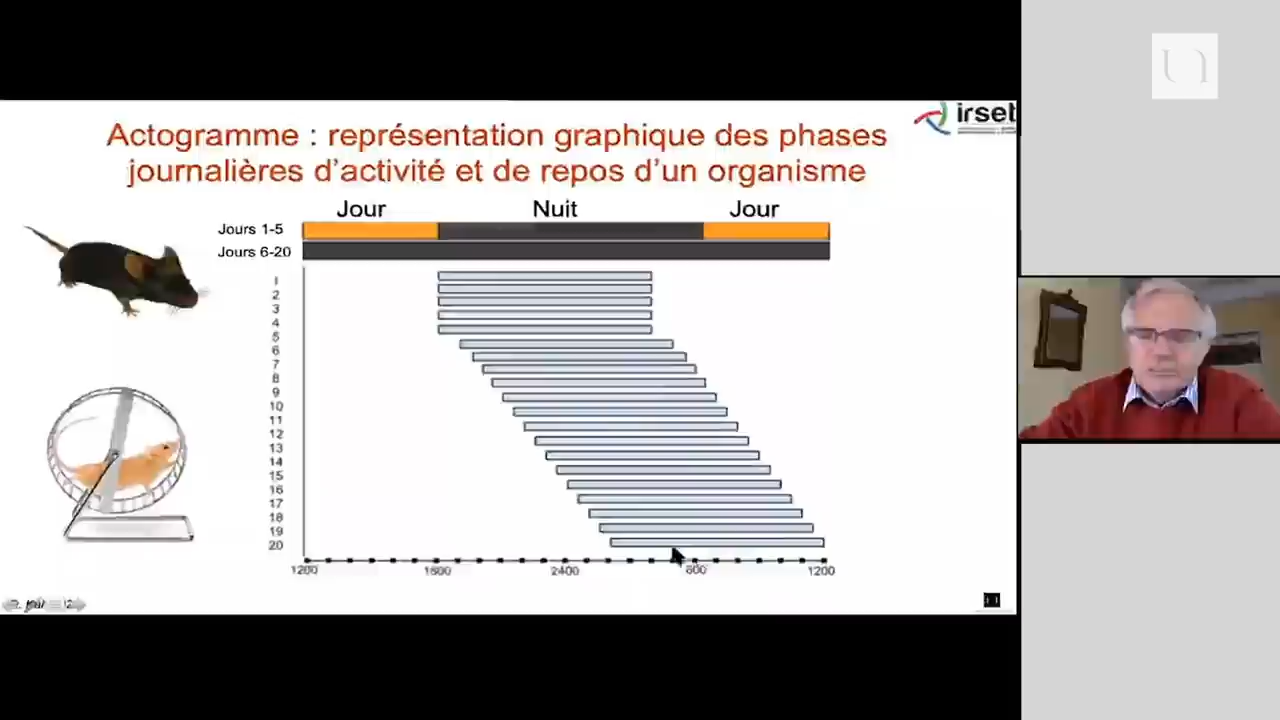 Actogramme : représentation graphique des phases
journalières d'activité et de repos d'un organisme
irset
Jour Nuit Jour
Jours 1-5
Jours 6-20
1
2
3
4
5
6
7
8
9
10
11
12
13
14
15
16
17
18
19
20
1200 1600 2400 800 1200